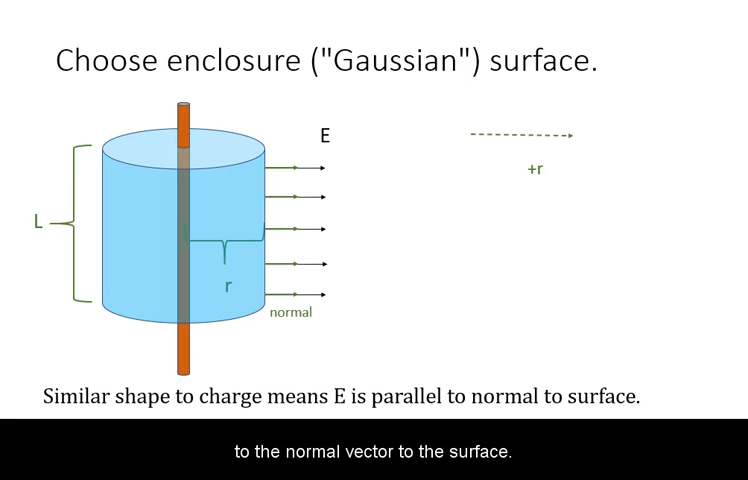 Choose enclosure ("Gaussian") surface.
E
+r
L
r
normal
Similar shape to charge means E is parallel to normal to surface.
to the normal vector to the surface.